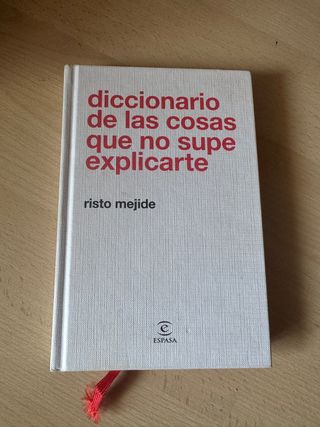 diccionario
de las cosas
que no supe
explicarte
risto mejide
e
ESPASA